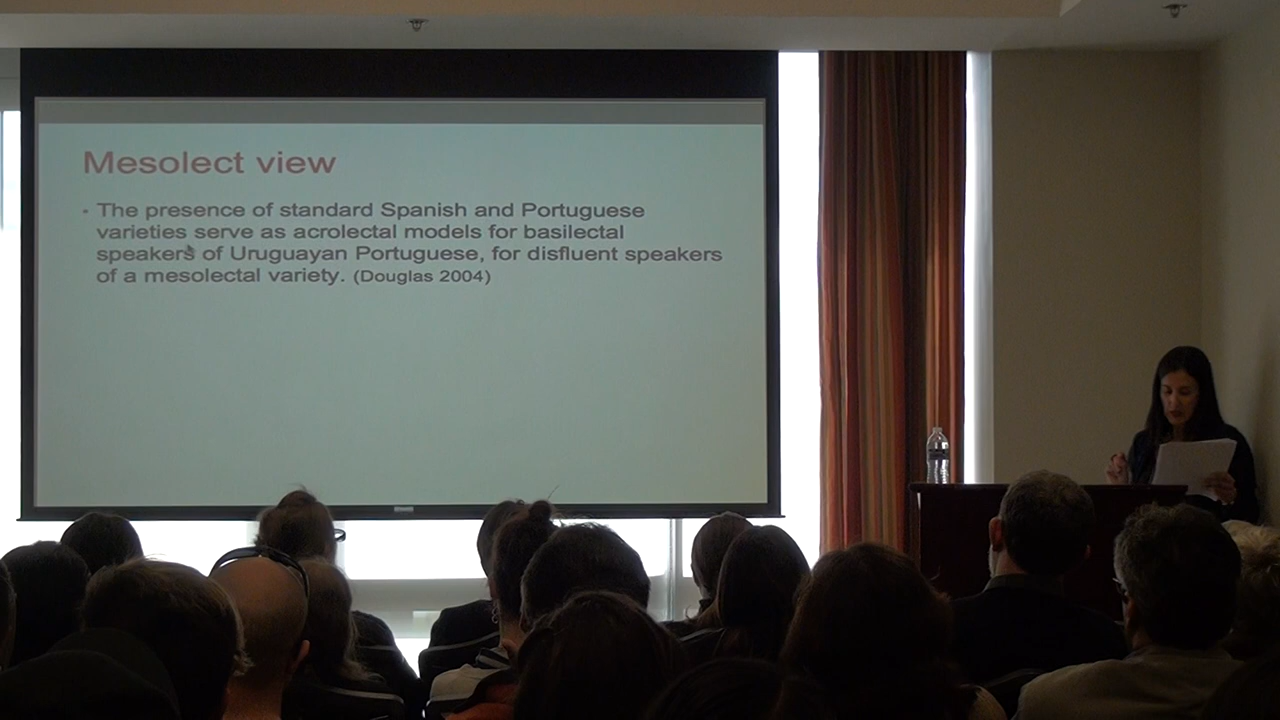 Mesolect view
• The presence of standard Spanish and Portuguese
varieties serve as acrolectal models for basilectal
speakers of Uruguayan Portuguese, for disfluent speakers
of a mesolectal variety. (Douglas 2004)